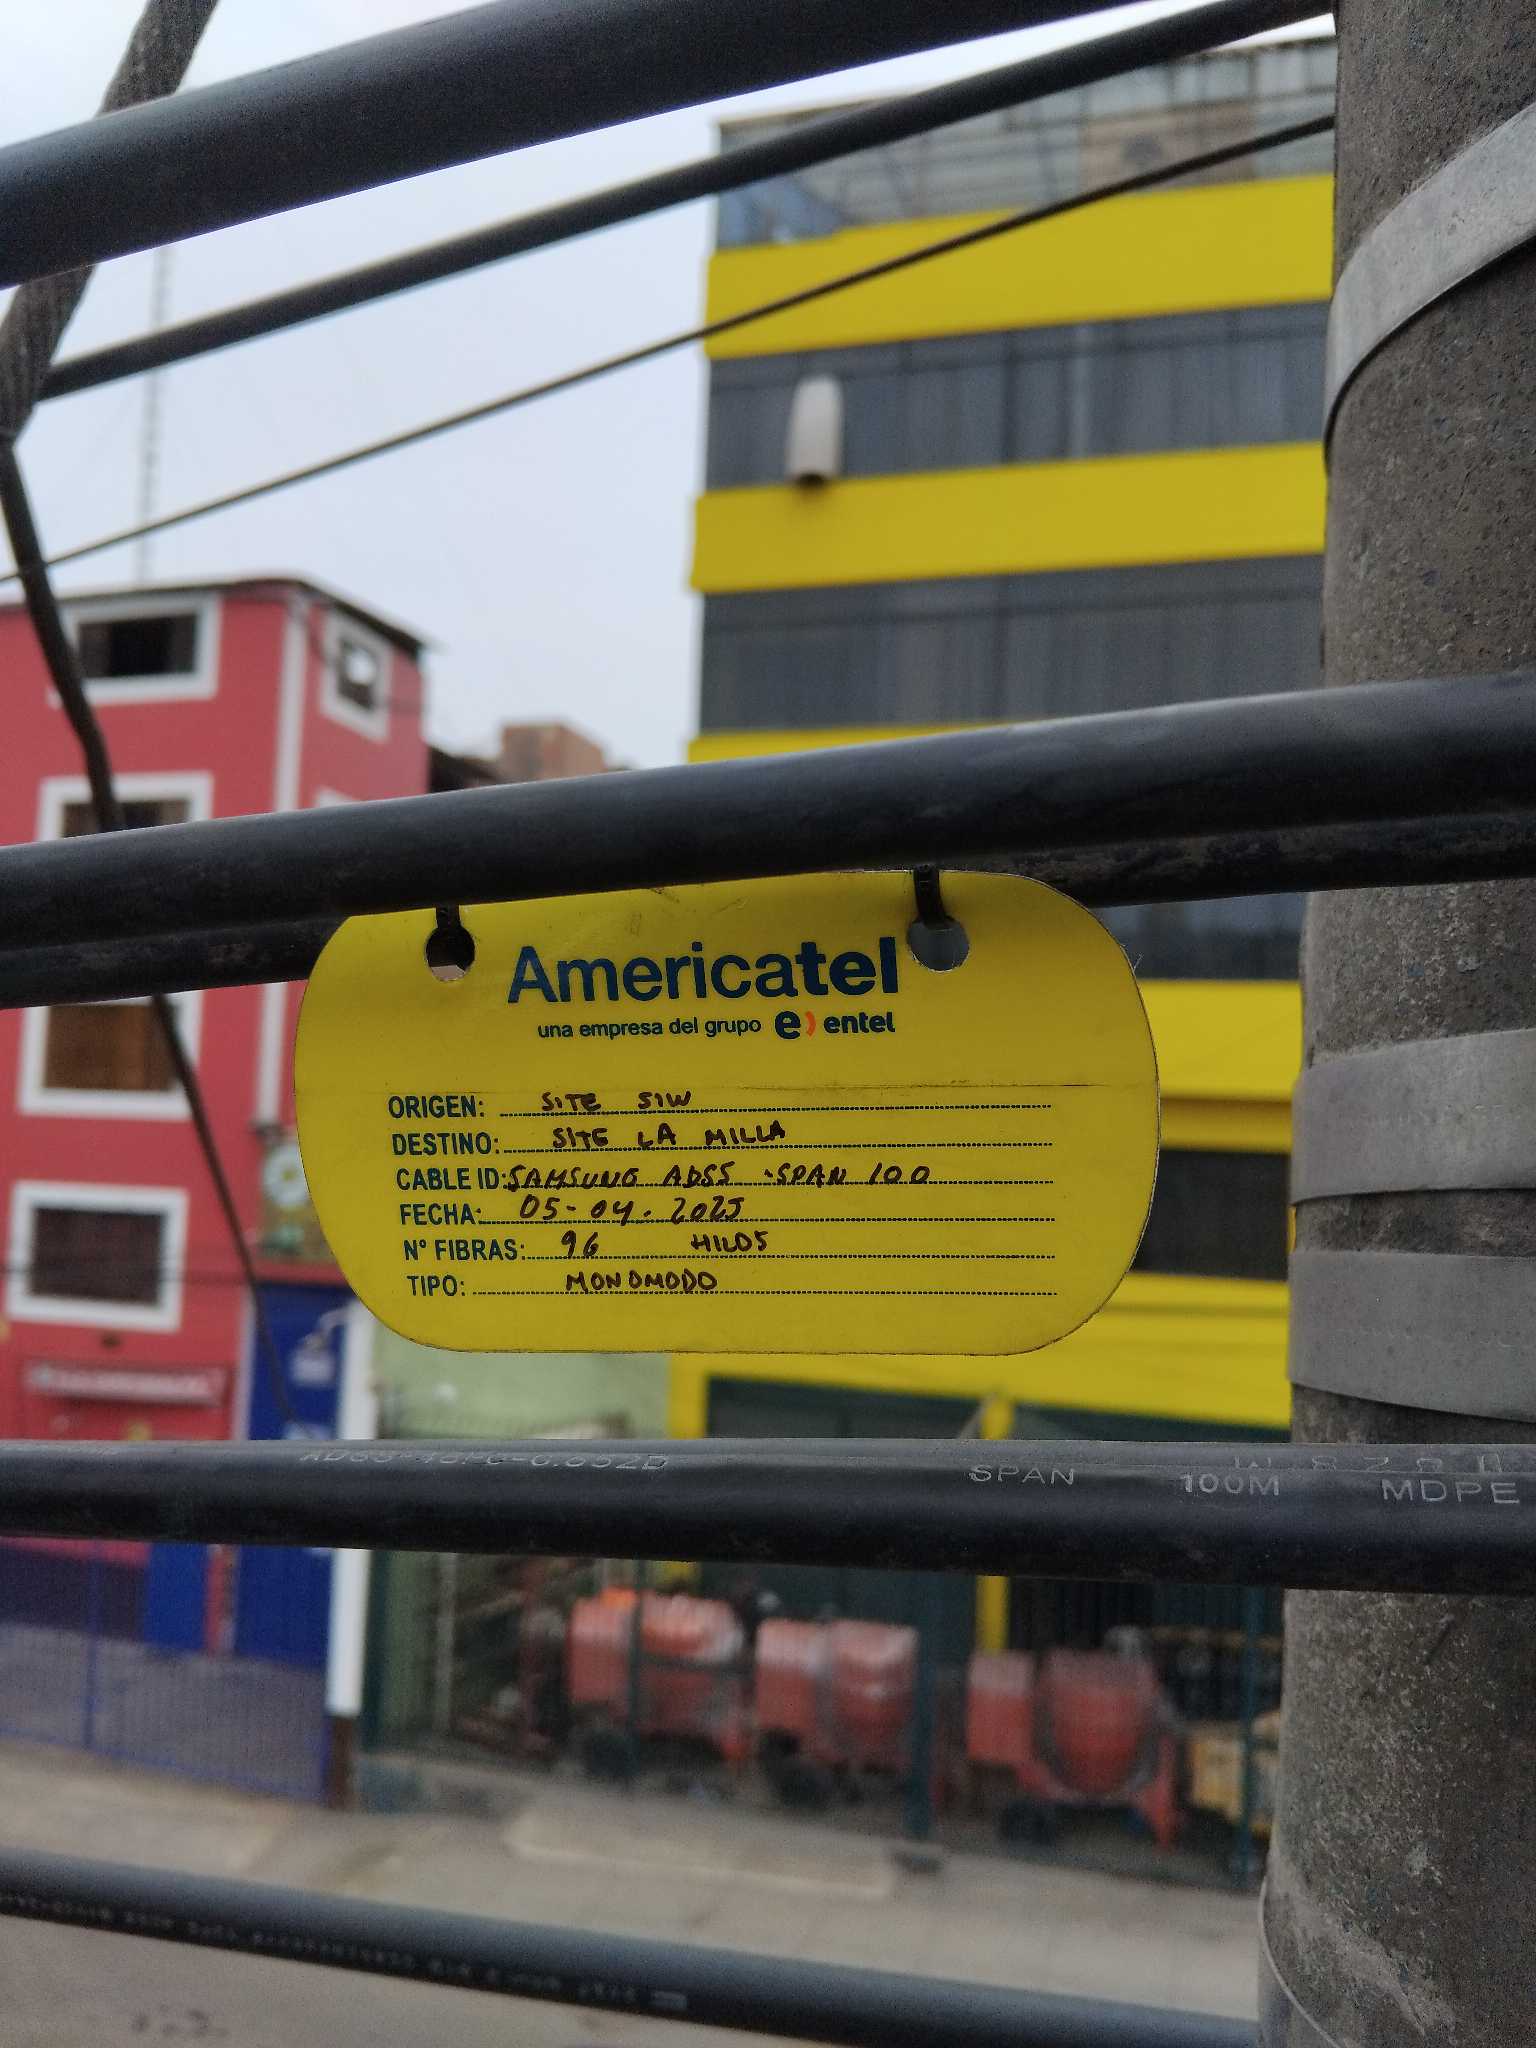 Americatel
una empresa del grupo e) entel
ORIGEN: SITE SIW
DESTINO: SITE LA MILLA
CABLE ID: SAMSUNG ADSS - SPAN 100
FECHA: 05-04-2025
N° FIBRAS: 96 HILOS
TIPO: MONOMODO
SPAN 100M MDPE